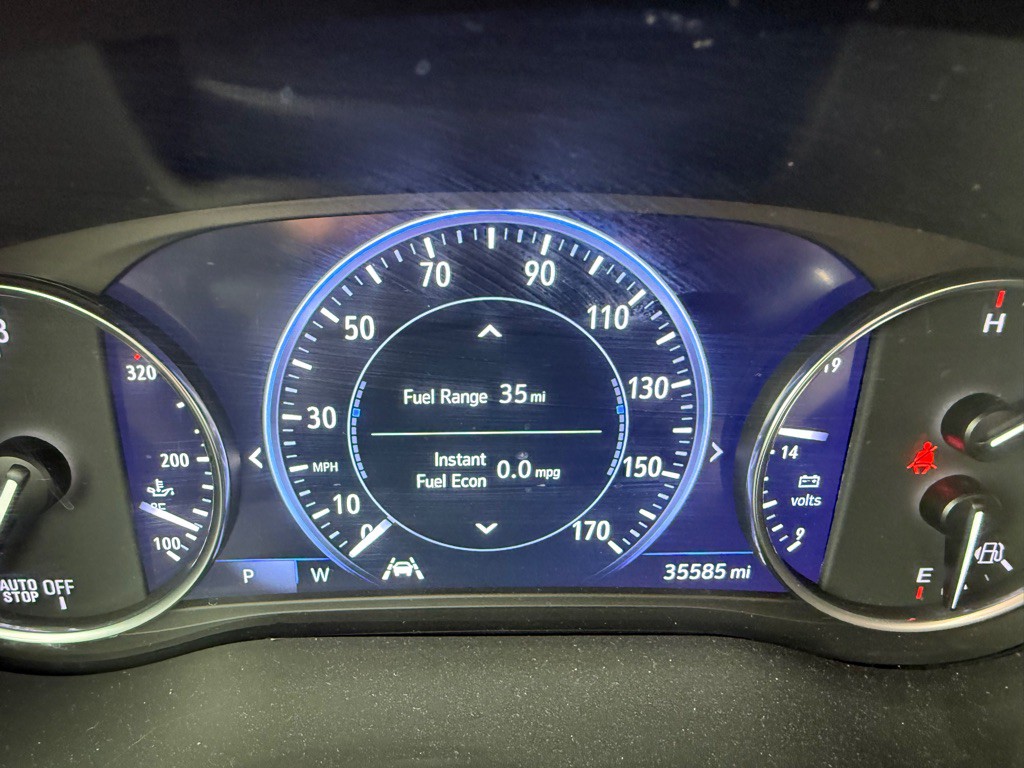 320
200
100
AUTO
STOP
OFF
10
30
50
70
90
110
130
150
170
MPH
Fuel Range 35 mi
Instant
Fuel Econ 0.0 mpg
P
W
35585 mi
14
volts
9
H
E